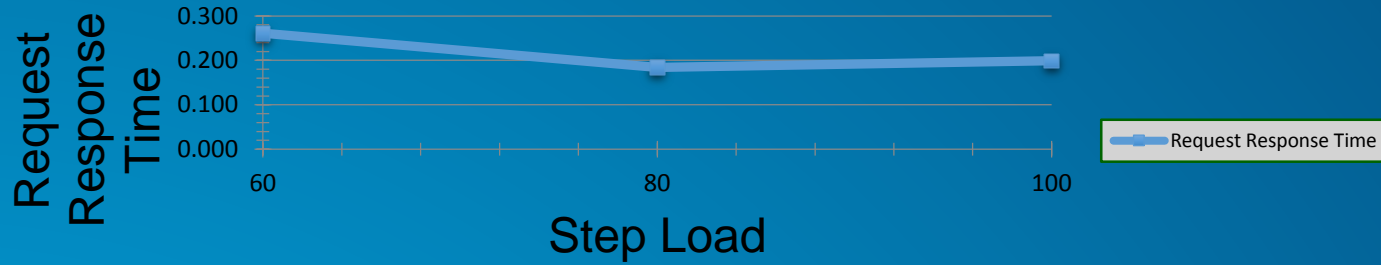 Request
Response
Time
0.300
0.200
0.100
0.000
60
80
100
Step Load
Request Response Time